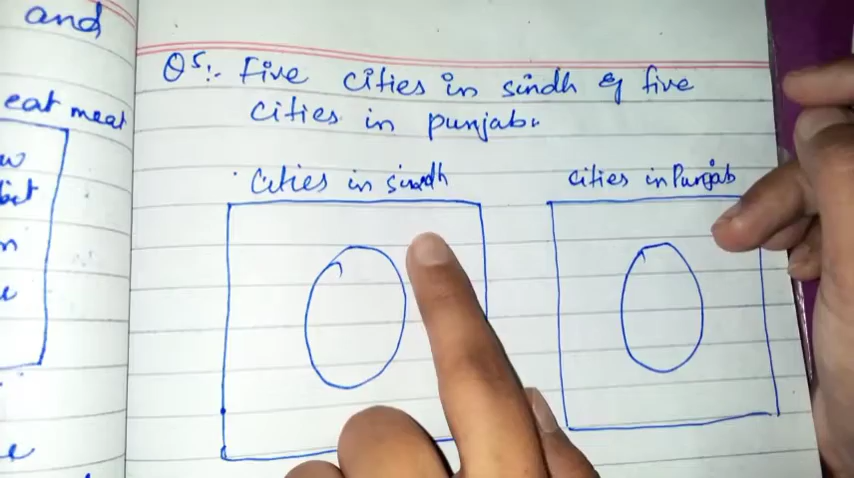 and
eat meat
Q5:- Five cities in sindh & five
cities in punjab.
Cities in sindh
cities in Punjab